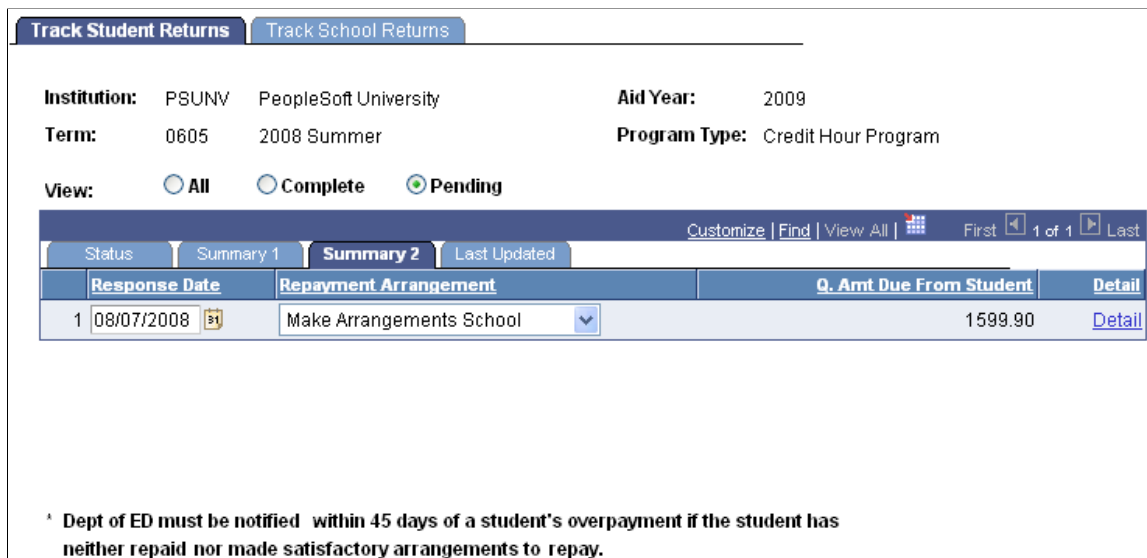 Track Student Returns Track School Returns
Institution: PSUNV PeopleSoft University Aid Year: 2009
Term: 0605 2008 Summer Program Type: Credit Hour Program
View: All Complete Pending
Customize | Find | View All | First 1 of 1 Last
Status Summary 1 Summary 2 Last Updated
Response Date Repayment Arrangement Q. Amt Due From Student Detail
1 08/07/2008 31 Make Arrangements School 1599.90 Detail
* Dept of ED must be notified within 45 days of a student's overpayment if the student has
neither repaid nor made satisfactory arrangements to repay.